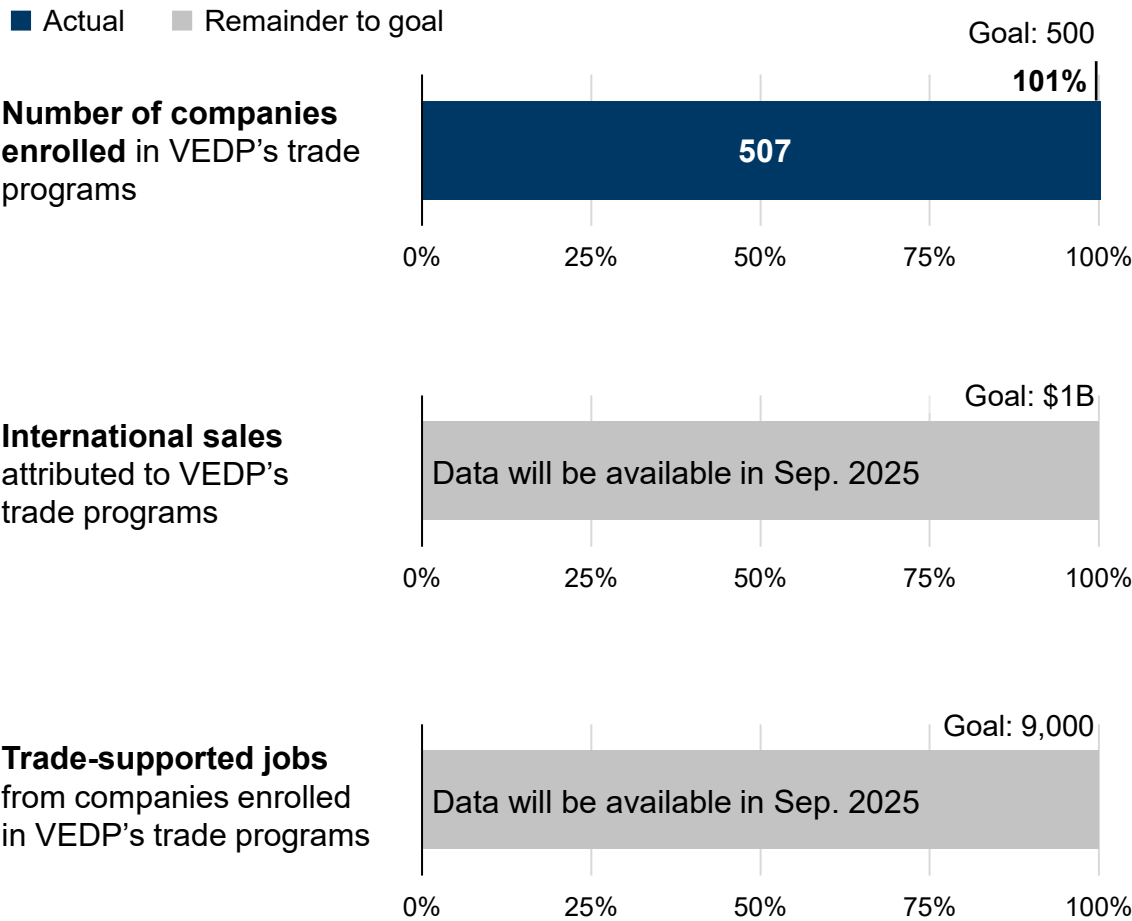 Actual
Remainder to goal
Goal: 500
101%
Number of companies
enrolled in VEDP’s trade
programs
507
0%
25%
50%
75%
100%
Goal: $1B
International sales
attributed to VEDP’s
trade programs
Data will be available in Sep. 2025
0%
25%
50%
75%
100%
Goal: 9,000
Trade-supported jobs
from companies enrolled
in VEDP’s trade programs
Data will be available in Sep. 2025
0%
25%
50%
75%
100%